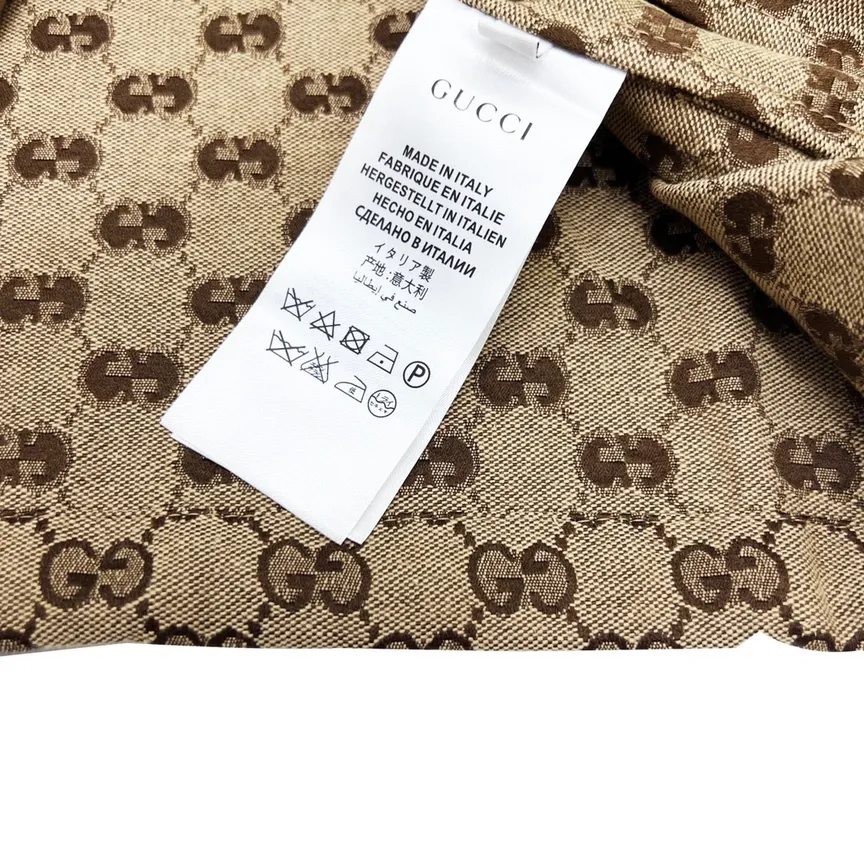 GUCCI
MADE IN ITALY
FABRIQUE EN ITALIE
HERGESTELLT IN ITALIEN
HECHO EN ITALIA
СДЕЛАНО В ИТАЛИИ
イタリア製
产地:意大利
صنع في إيطاليا
P